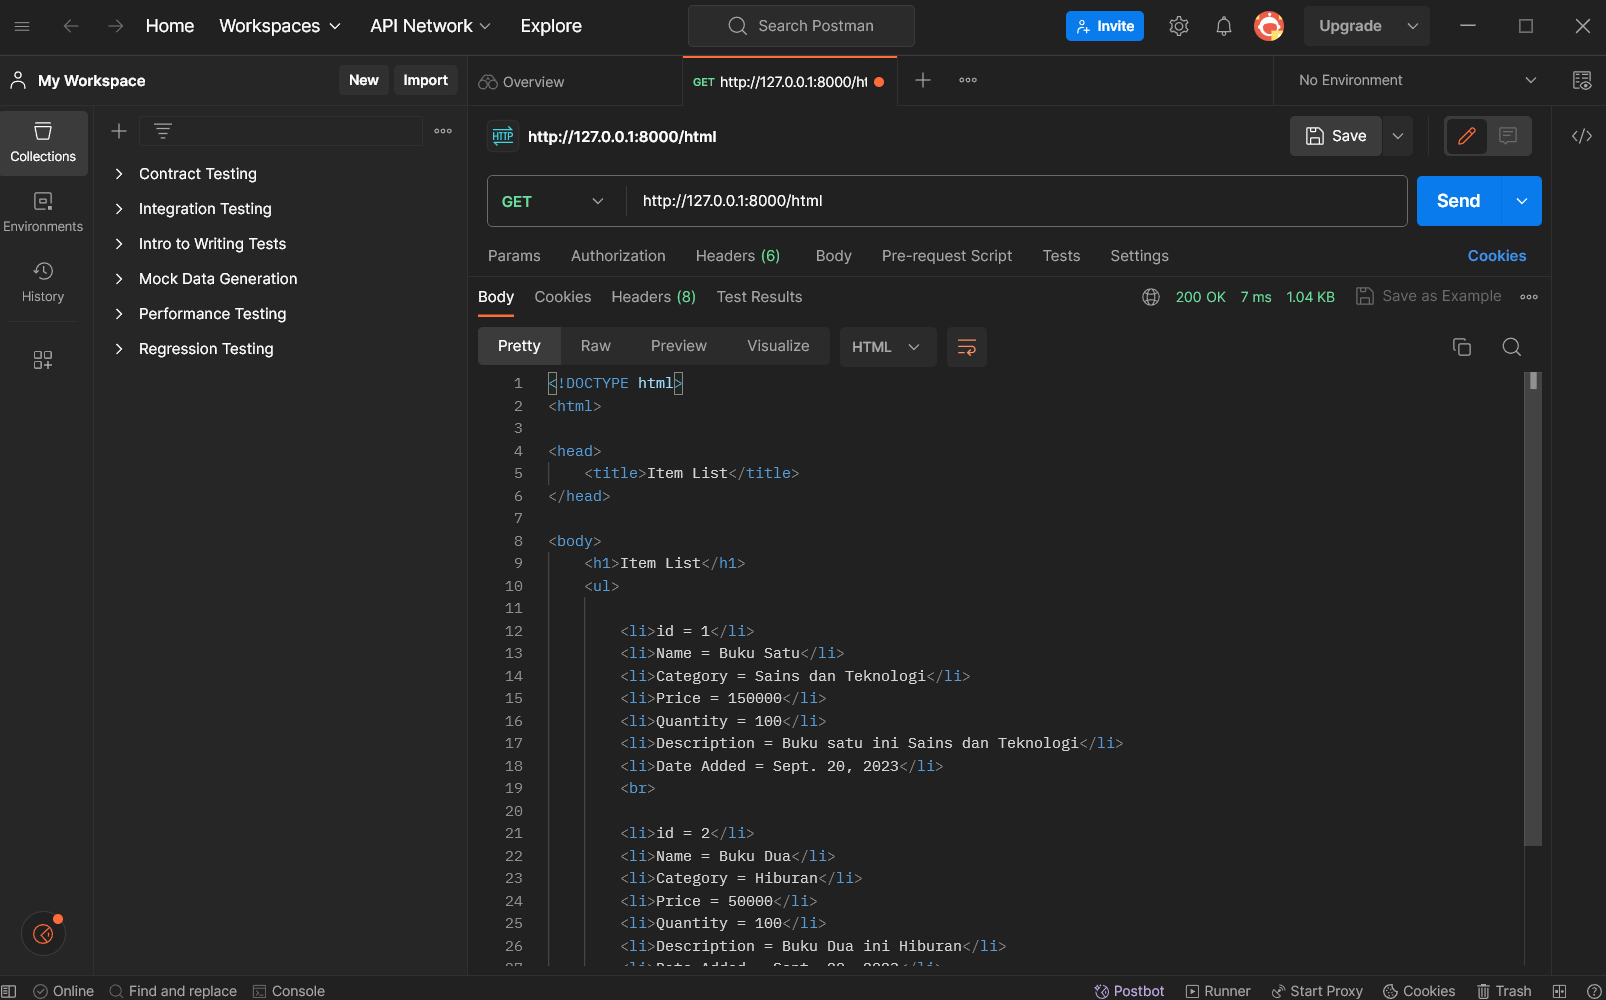 Home Workspaces API Network Explore Search Postman Invite Upgrade
My Workspace New Import Overview GET http://127.0.0.1:8000/ht No Environment
HTTP http://127.0.0.1:8000/html Save
Collections
Environments
History
Contract Testing
Integration Testing
Intro to Writing Tests
Mock Data Generation
Performance Testing
Regression Testing
GET http://127.0.0.1:8000/html Send
Params Authorization Headers (6) Body Pre-request Script Tests Settings Cookies
Body Cookies Headers (8) Test Results 200 OK 7 ms 1.04 KB Save as Example
Pretty Raw Preview Visualize HTML
1 <!DOCTYPE html>
2 <html>
3
4 <head>
5 <title>Item List</title>
6 </head>
7
8 <body>
9 <h1>Item List</h1>
10 <ul>
11
12 <li>id = 1</li>
13 <li>Name = Buku Satu</li>
14 <li>Category = Sains dan Teknologi</li>
15 <li>Price = 150000</li>
16 <li>Quantity = 100</li>
17 <li>Description = Buku satu ini Sains dan Teknologi</li>
18 <li>Date Added = Sept. 20, 2023</li>
19 <br>
20
21 <li>id = 2</li>
22 <li>Name = Buku Dua</li>
23 <li>Category = Hiburan</li>
24 <li>Price = 50000</li>
25 <li>Quantity = 100</li>
26 <li>Description = Buku Dua ini Hiburan</li>
27 <li>Date Added = Sept. 20, 2023</li>
Online Find and replace Console Postbot Runner Start Proxy Cookies Trash